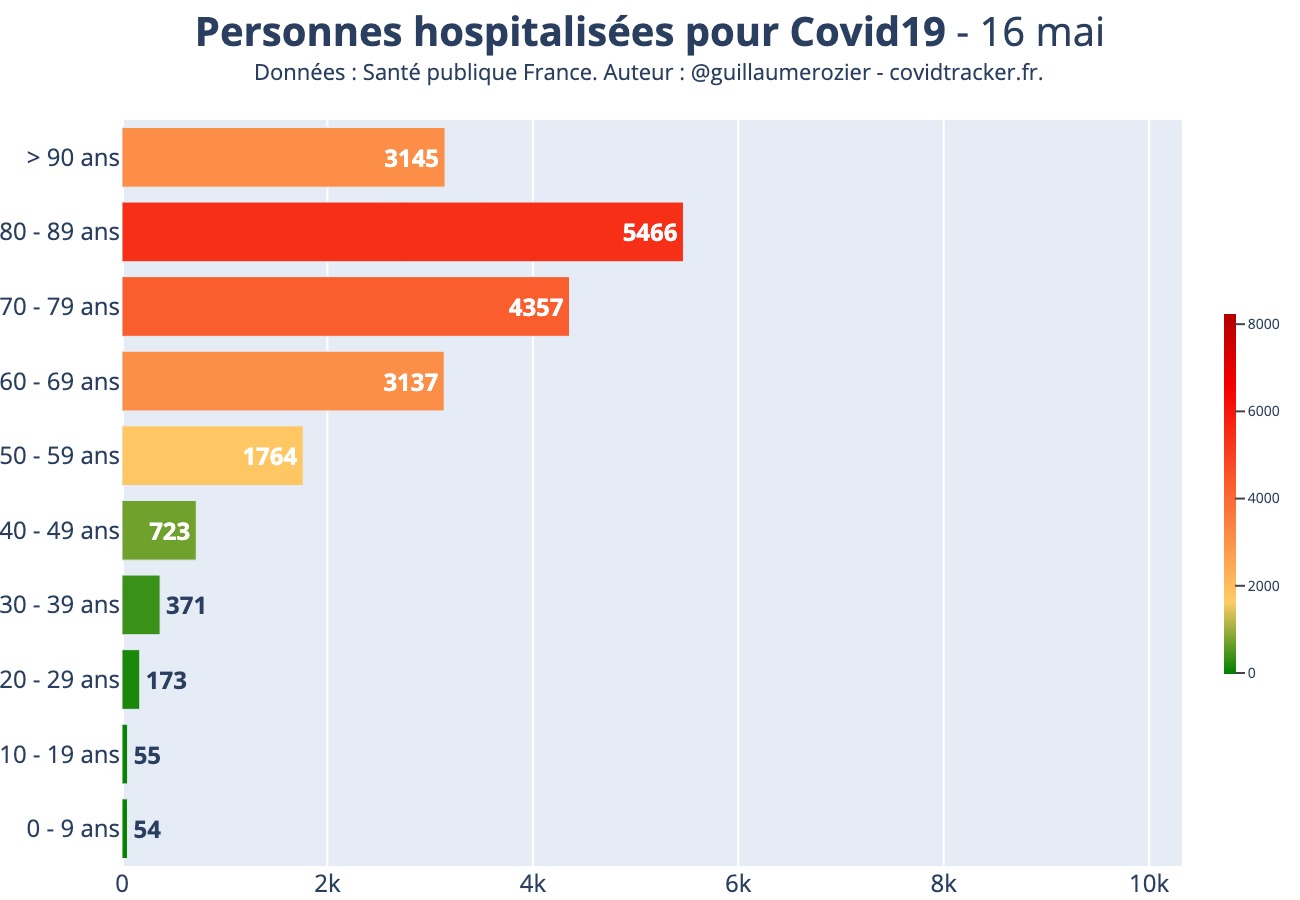 Personnes hospitalisées pour Covid19 - 16 mai
Données : Santé publique France. Auteur : @guillaumerozier - covidtracker.fr.
> 90 ans 3145
80 - 89 ans 5466
70 - 79 ans 4357
60 - 69 ans 3137
50 - 59 ans 1764
40 - 49 ans 723
30 - 39 ans 371
20 - 29 ans 173
10 - 19 ans 55
0 - 9 ans 54
0 2k 4k 6k 8k 10k
8000
6000
4000
2000
0